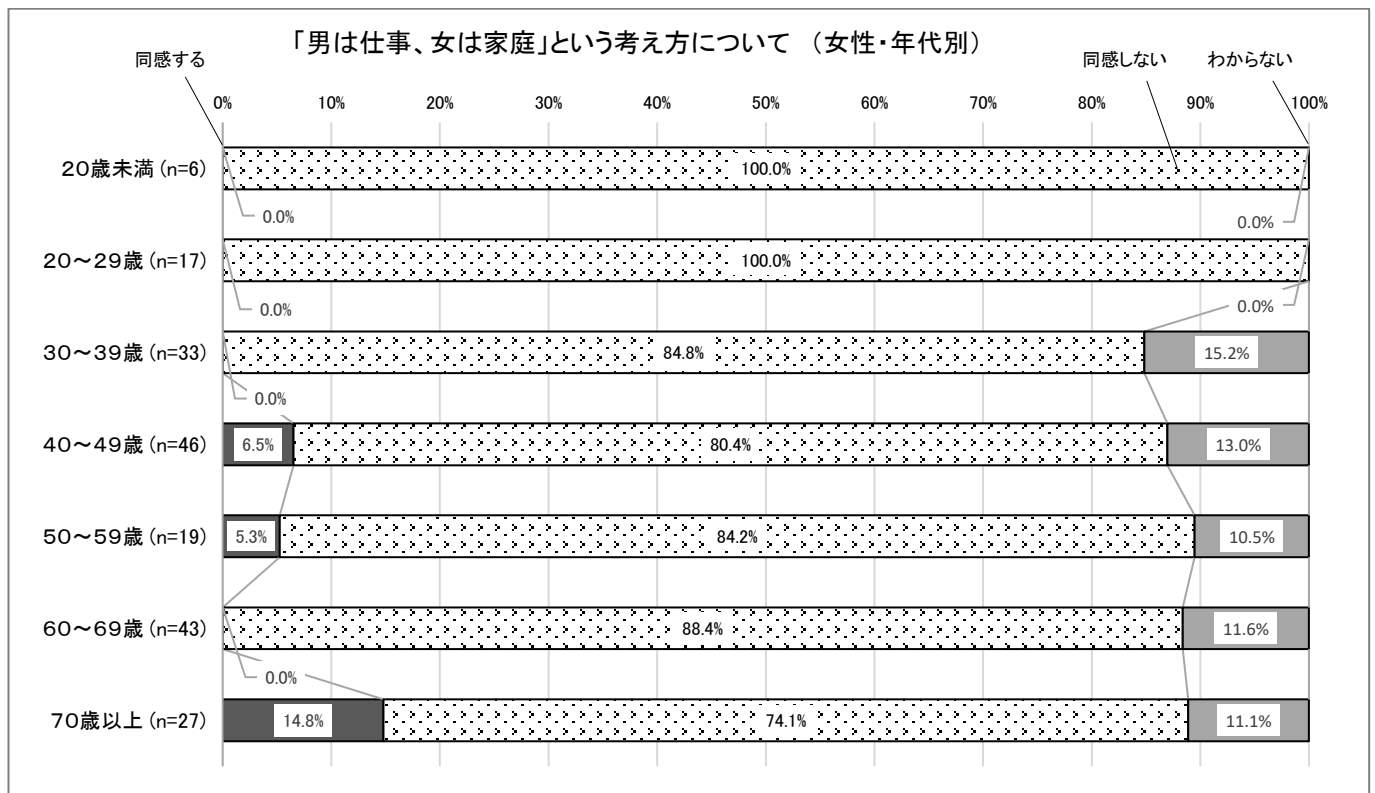 「男は仕事、女は家庭」という考え方について （女性・年代別）
同感する 同感しない わからない
0% 10% 20% 30% 40% 50% 60% 70% 80% 90% 100%
20歳未満 (n=6) 100.0%
0.0% 0.0%
20～29歳 (n=17) 100.0%
0.0% 0.0%
30～39歳 (n=33) 84.8% 15.2%
0.0%
40～49歳 (n=46) 6.5% 80.4% 13.0%
50～59歳 (n=19) 5.3% 84.2% 10.5%
60～69歳 (n=43) 88.4% 11.6%
0.0%
70歳以上 (n=27) 14.8% 74.1% 11.1%